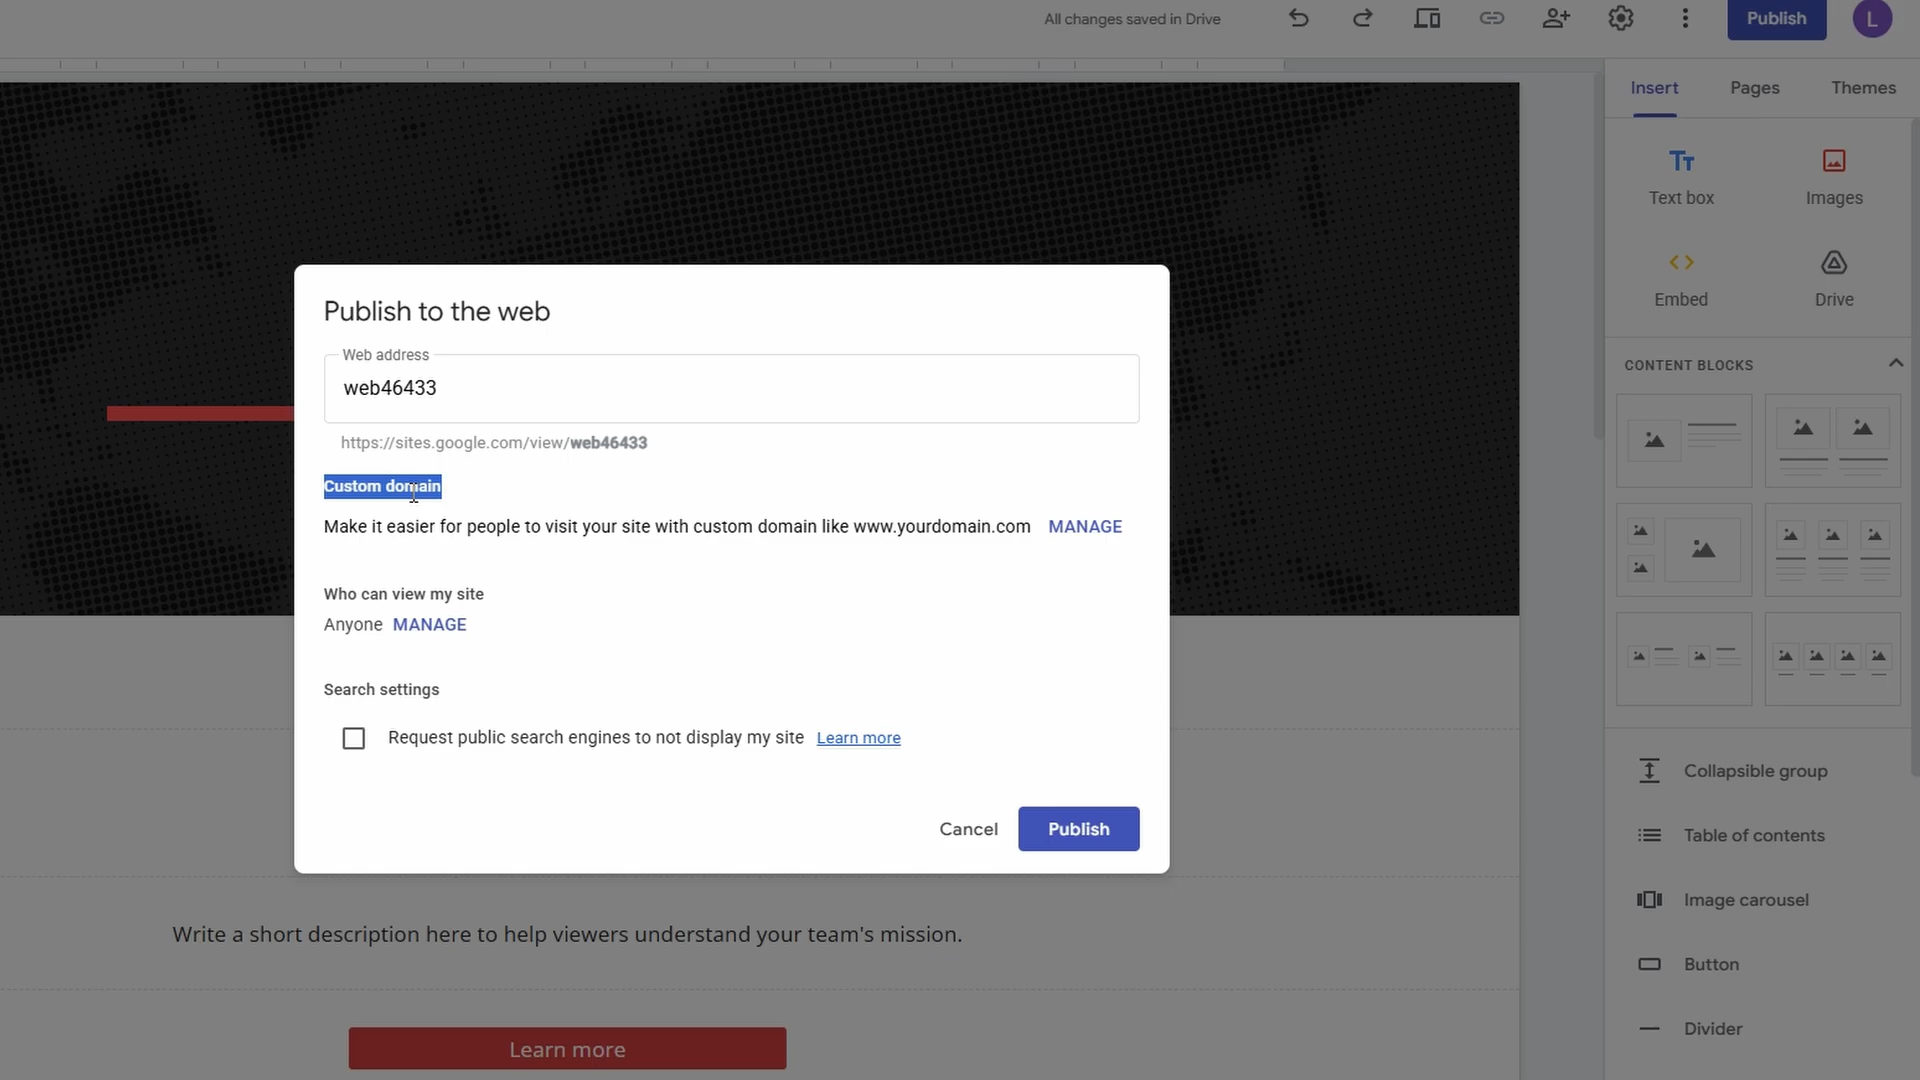 All changes saved in Drive
Publish
L
Insert
Pages
Themes
Tt
Text box
Images
Embed
Drive
CONTENT BLOCKS
Publish to the web
Web address
web46433
https://sites.google.com/view/web46433
Custom domain
Make it easier for people to visit your site with custom domain like www.yourdomain.com MANAGE
Who can view my site
Anyone MANAGE
Search settings
Request public search engines to not display my site Learn more
Cancel
Publish
Collapsible group
Table of contents
Image carousel
Button
Divider
Write a short description here to help viewers understand your team's mission.
Learn more